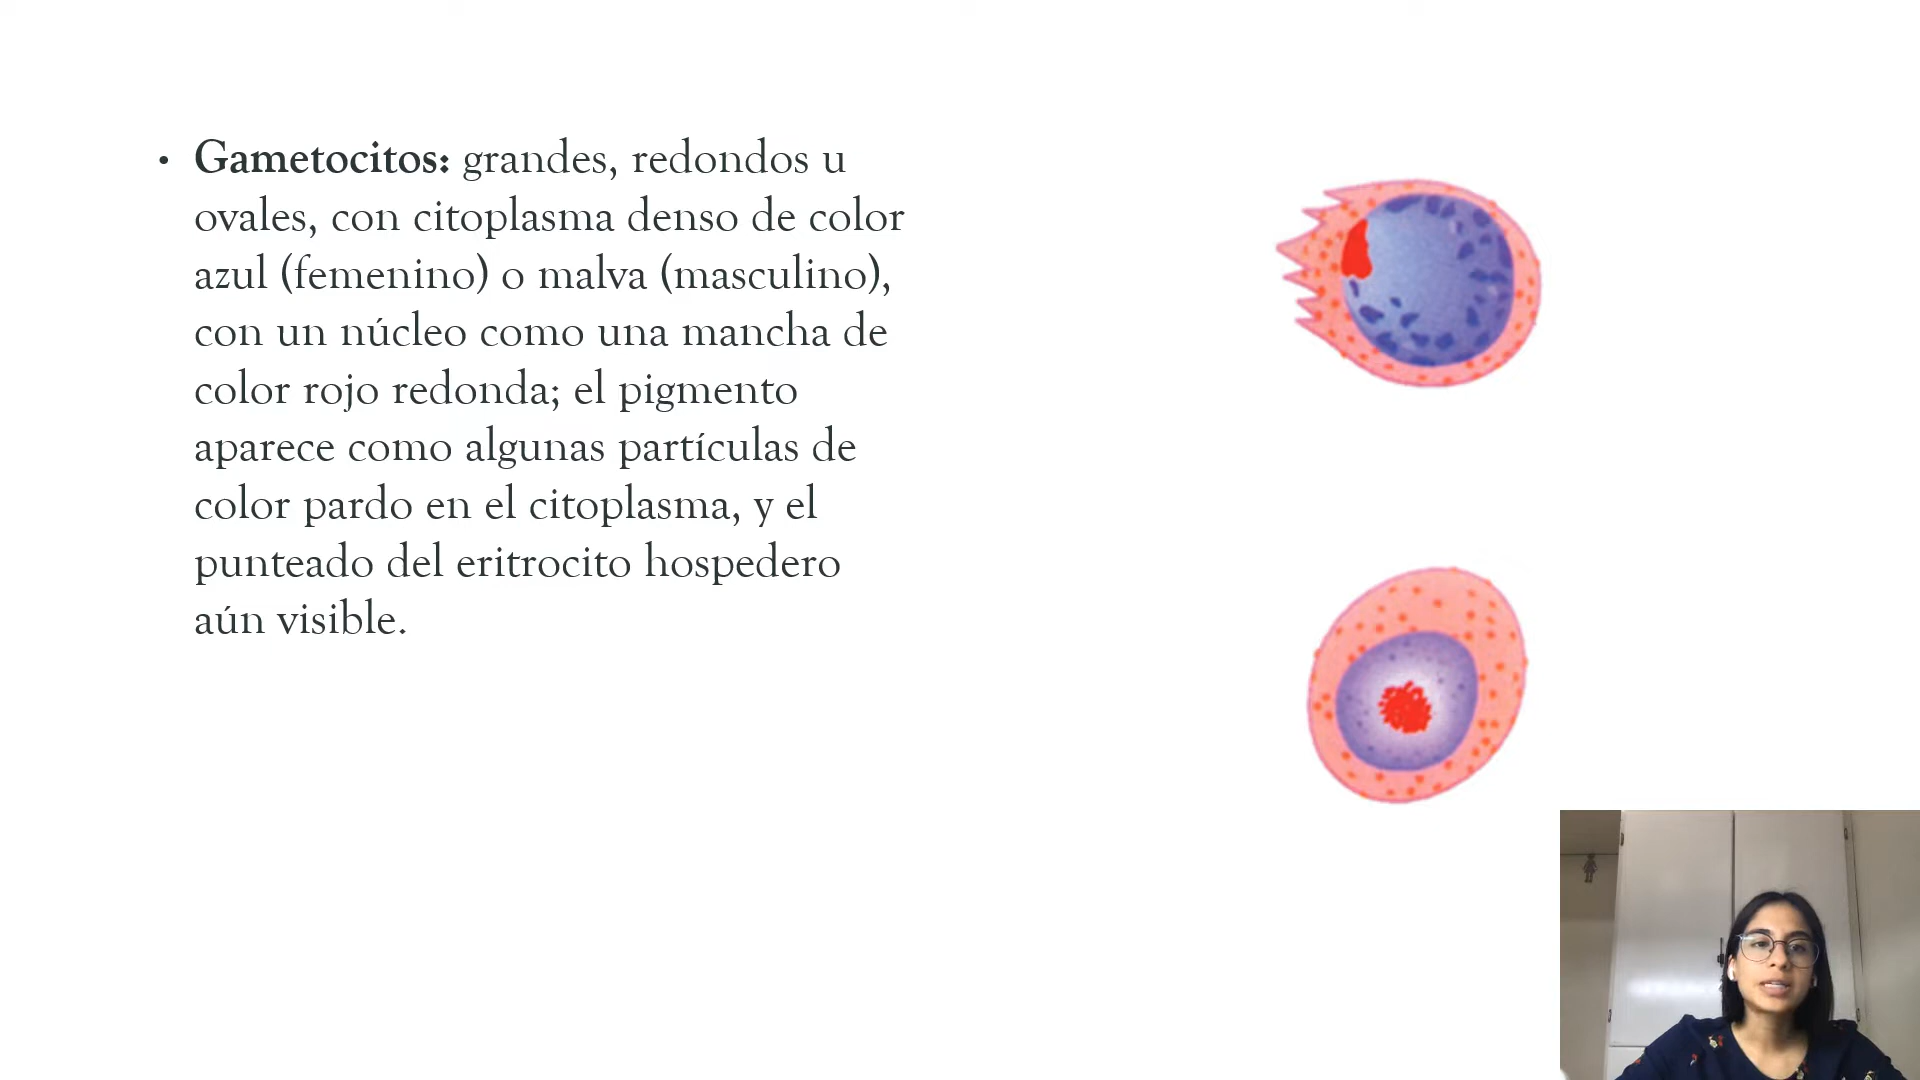 • Gametocitos: grandes, redondos u
ovales, con citoplasma denso de color
azul (femenino) o malva (masculino),
con un núcleo como una mancha de
color rojo redonda; el pigmento
aparece como algunas partículas de
color pardo en el citoplasma, y el
punteado del eritrocito hospedero
aún visible.